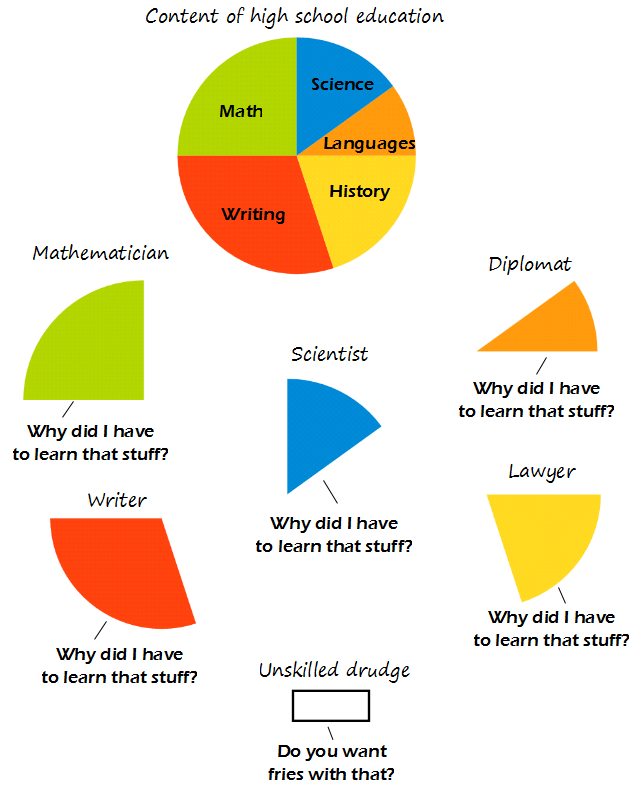 Content of high school education
Science
Math
Languages
History
Writing
Mathematician
Why did I have
to learn that stuff?
Diplomat
Why did I have
to learn that stuff?
Scientist
Why did I have
to learn that stuff?
Writer
Why did I have
to learn that stuff?
Lawyer
Why did I have
to learn that stuff?
Unskilled drudge
Do you want
fries with that?